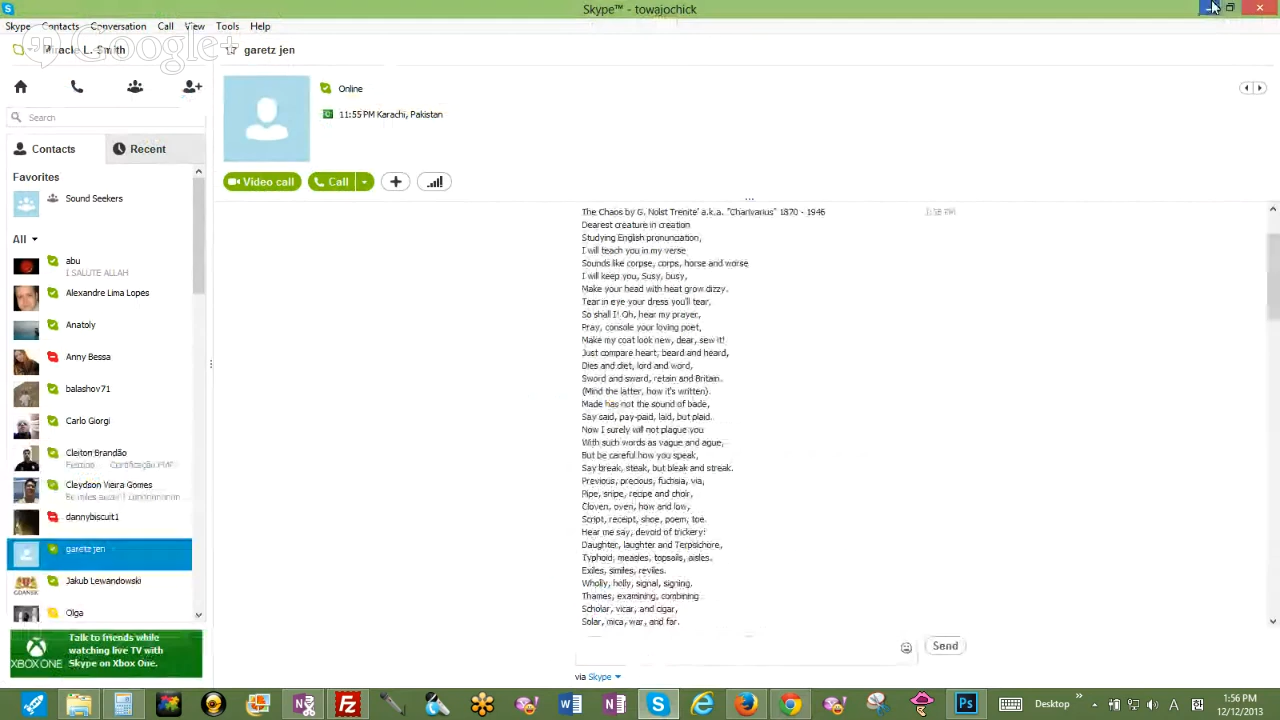 Skype™ - towajochick
Skype Contacts Conversation Call View Tools Help
Google+
Miracle L. Smith
garetz jen
Online
11:55 PM Karachi, Pakistan
Search
Contacts
Recent
Video call
Call
Favorites
Sound Seekers
All
abu
I SALUTE ALLAH
Alexandre Lima Lopes
Anatoly
Anny Bessa
balashov71
Carlo Giorgi
Cleiton Brandão
Cleydson Vieira Gomes
dannybiscuit1
garetz jen
Jakub Lewandowski
GDAŃSK
Olga
XBOX ONE
Talk to friends while
watching live TV with
Skype on Xbox One.
The Chaos by G. Nolst Trenite' a.k.a. "Charivarius" 1870 - 1946
Dearest creature in creation
Studying English pronunciation,
I will teach you in my verse
Sounds like corpse, corps, horse and worse
I will keep you, Susy, busy,
Make your head with heat grow dizzy.
Tear in eye your dress you'll tear,
So shall I! Oh, hear my prayer,
Pray, console your loving poet,
Make my coat look new, dear, sew it!
Just compare heart, beard and heard,
Dies and diet, lord and word,
Sword and sward, retain and Britain.
(Mind the latter, how it's written).
Made has not the sound of bade,
Say said, pay-paid, laid, but plaid.
Now I surely will not plague you
With such words as vague and ague,
But be careful how you speak,
Say break, steak, but bleak and streak.
Previous, precious, fuchsia, via,
Pipe, snipe, recipe and choir,
Cloven, oven, how and low,
Script, receipt, shoe, poem, toe.
Hear me say, devoid of trickery:
Daughter, laughter and Terpsichore,
Typhoid, measles, topsails, aisles.
Exiles, similes, reviles.
Wholly, holly, signal, signing.
Thames, examining, combining
Scholar, vicar, and cigar,
Solar, mica, war, and far.
Send
via Skype
Desktop
1:56 PM
12/12/2013